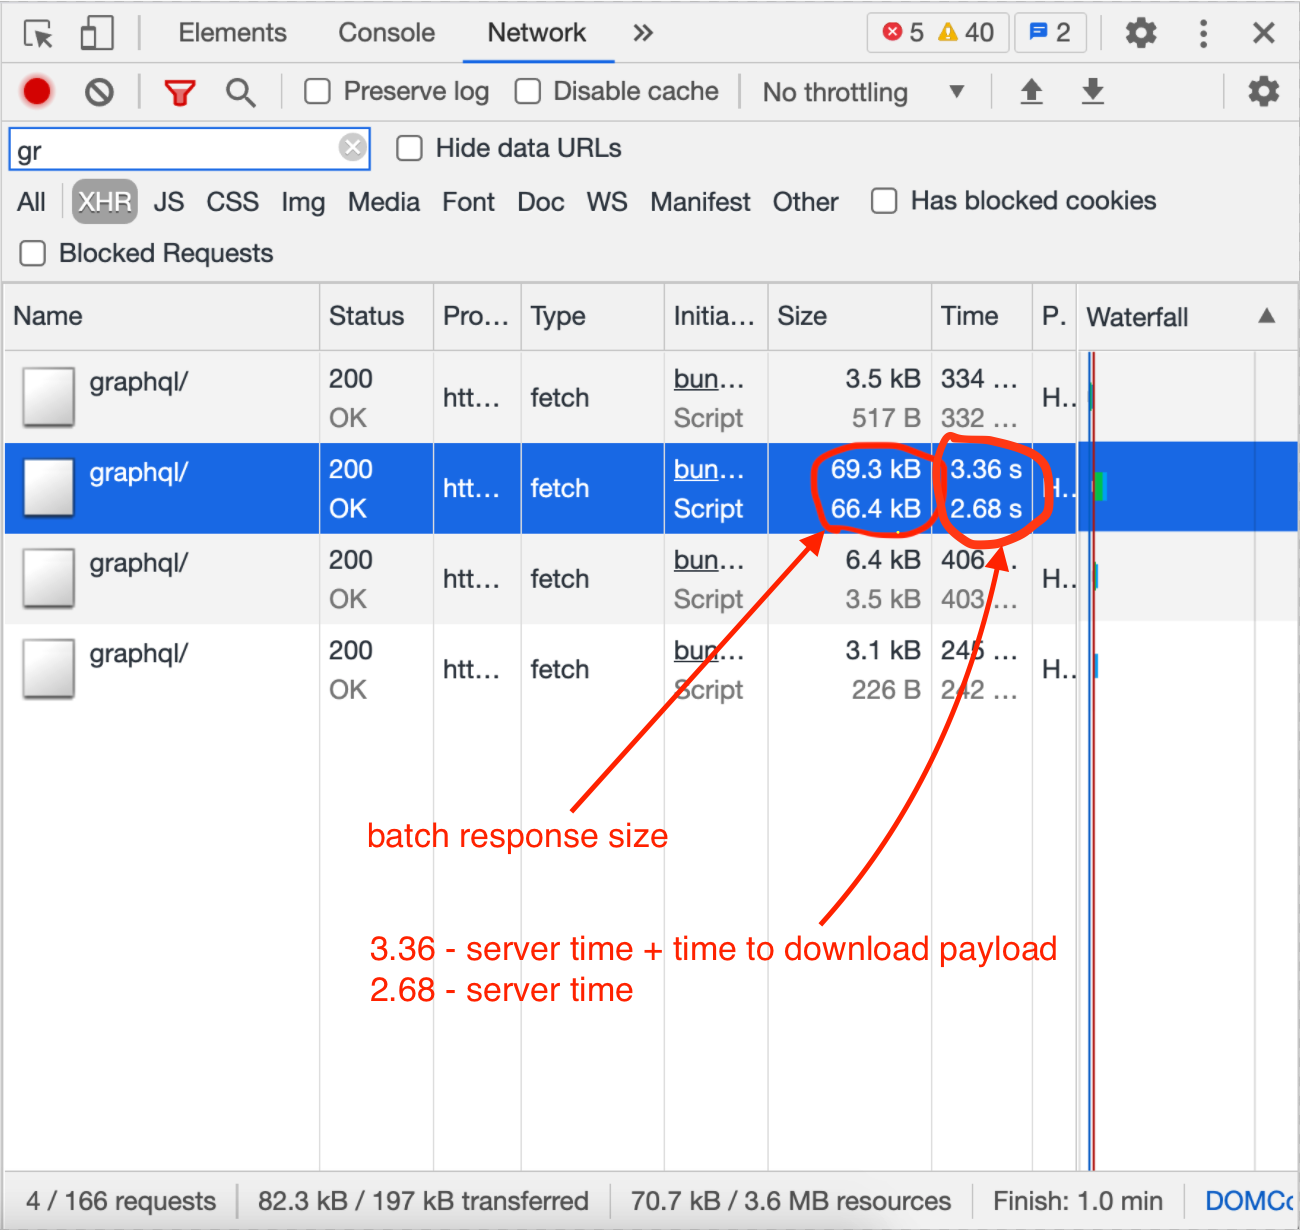 Elements Console Network 5 40 2
Preserve log Disable cache No throttling
gr Hide data URLs
All XHR JS CSS Img Media Font Doc WS Manifest Other Has blocked cookies
Blocked Requests
Name Status Pro... Type Initia... Size Time P. Waterfall
graphql/ 200 htt... fetch bun... 3.5 kB 334 ... H..
OK Script 517 B 332 ...
graphql/ 200 htt... fetch bun... 69.3 kB 3.36 s H..
OK Script 66.4 kB 2.68 s
graphql/ 200 htt... fetch bun... 6.4 kB 406 ... H..
OK Script 3.5 kB 403 ...
graphql/ 200 htt... fetch bun... 3.1 kB 245 ... H..
OK Script 226 B 242 ...
batch response size
3.36 - server time + time to download payload
2.68 - server time
4 / 166 requests 82.3 kB / 197 kB transferred 70.7 kB / 3.6 MB resources Finish: 1.0 min DOMCo